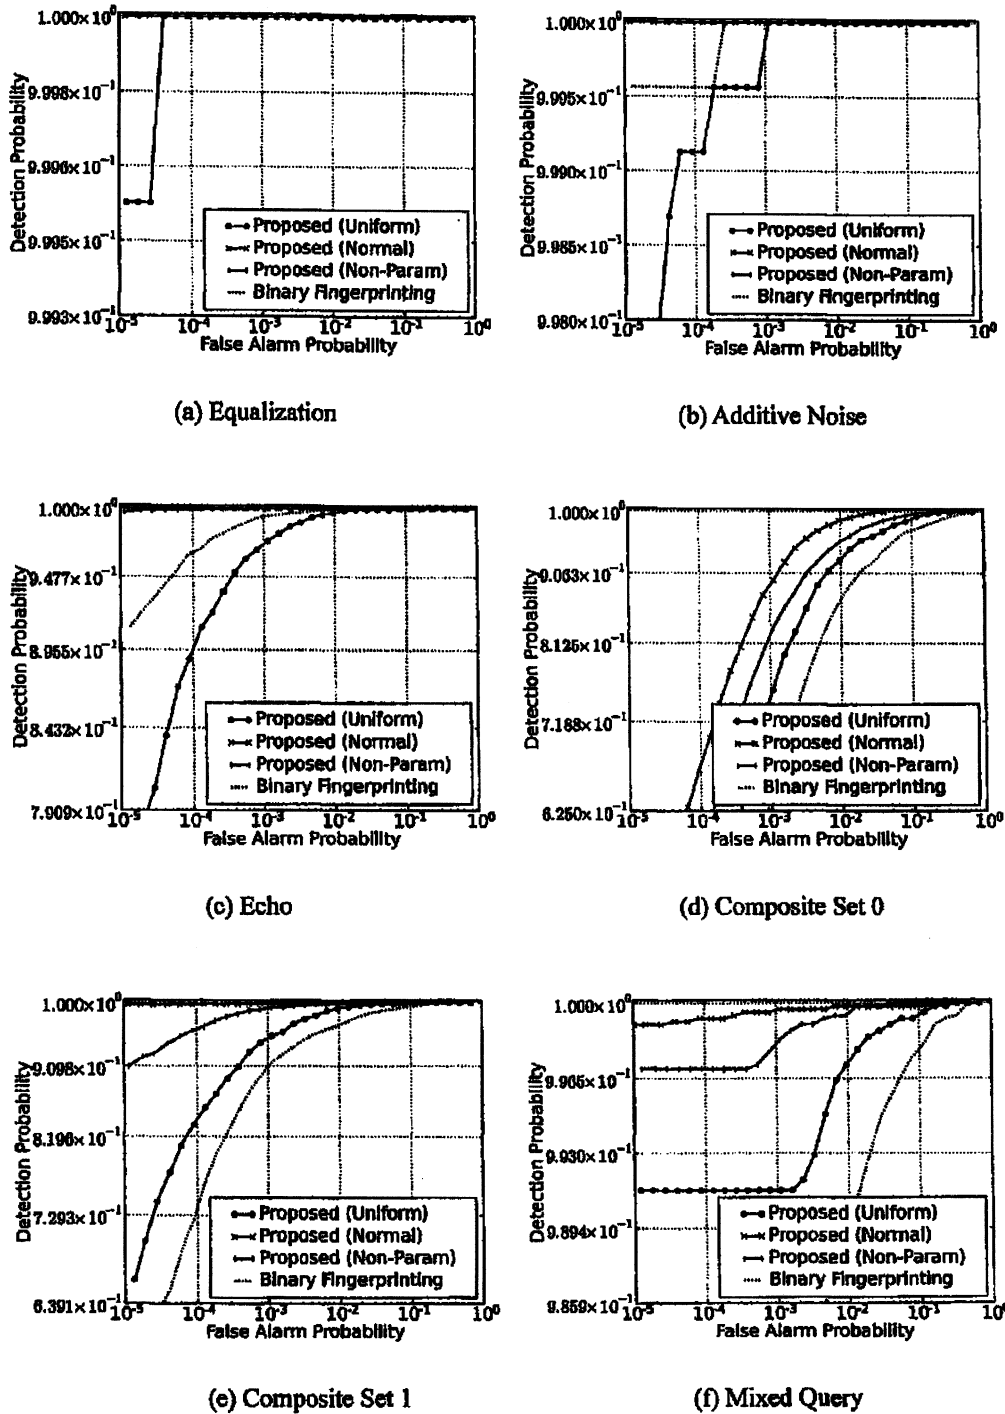 1.000×10⁰
9.998×10⁻¹
9.996×10⁻¹
9.995×10⁻¹
9.993×10⁻¹
Detection Probability
10⁻⁵ 10⁻⁴ 10⁻³ 10⁻² 10⁻¹ 10⁰
False Alarm Probability
Proposed (Uniform)
Proposed (Normal)
Proposed (Non-Param)
Binary Fingerprinting
(a) Equalization
1.000×10⁰
9.995×10⁻¹
9.990×10⁻¹
9.985×10⁻¹
9.980×10⁻¹
Detection Probability
10⁻⁵ 10⁻⁴ 10⁻³ 10⁻² 10⁻¹ 10⁰
False Alarm Probability
Proposed (Uniform)
Proposed (Normal)
Proposed (Non-Param)
Binary Fingerprinting
(b) Additive Noise
1.000×10⁰
9.477×10⁻¹
8.955×10⁻¹
8.432×10⁻¹
7.909×10⁻¹
Detection Probability
10⁻⁵ 10⁻⁴ 10⁻³ 10⁻² 10⁻¹ 10⁰
False Alarm Probability
Proposed (Uniform)
Proposed (Normal)
Proposed (Non-Param)
Binary Fingerprinting
(c) Echo
1.000×10⁰
9.063×10⁻¹
8.125×10⁻¹
7.188×10⁻¹
6.250×10⁻¹
Detection Probability
10⁻⁵ 10⁻⁴ 10⁻³ 10⁻² 10⁻¹ 10⁰
False Alarm Probability
Proposed (Uniform)
Proposed (Normal)
Proposed (Non-Param)
Binary Fingerprinting
(d) Composite Set 0
1.000×10⁰
9.098×10⁻¹
8.196×10⁻¹
7.293×10⁻¹
6.391×10⁻¹
Detection Probability
10⁻⁵ 10⁻⁴ 10⁻³ 10⁻² 10⁻¹ 10⁰
False Alarm Probability
Proposed (Uniform)
Proposed (Normal)
Proposed (Non-Param)
Binary Fingerprinting
(e) Composite Set 1
1.000×10⁰
9.965×10⁻¹
9.930×10⁻¹
9.894×10⁻¹
9.859×10⁻¹
Detection Probability
10⁻⁵ 10⁻⁴ 10⁻³ 10⁻² 10⁻¹ 10⁰
False Alarm Probability
Proposed (Uniform)
Proposed (Normal)
Proposed (Non-Param)
Binary Fingerprinting
(f) Mixed Query